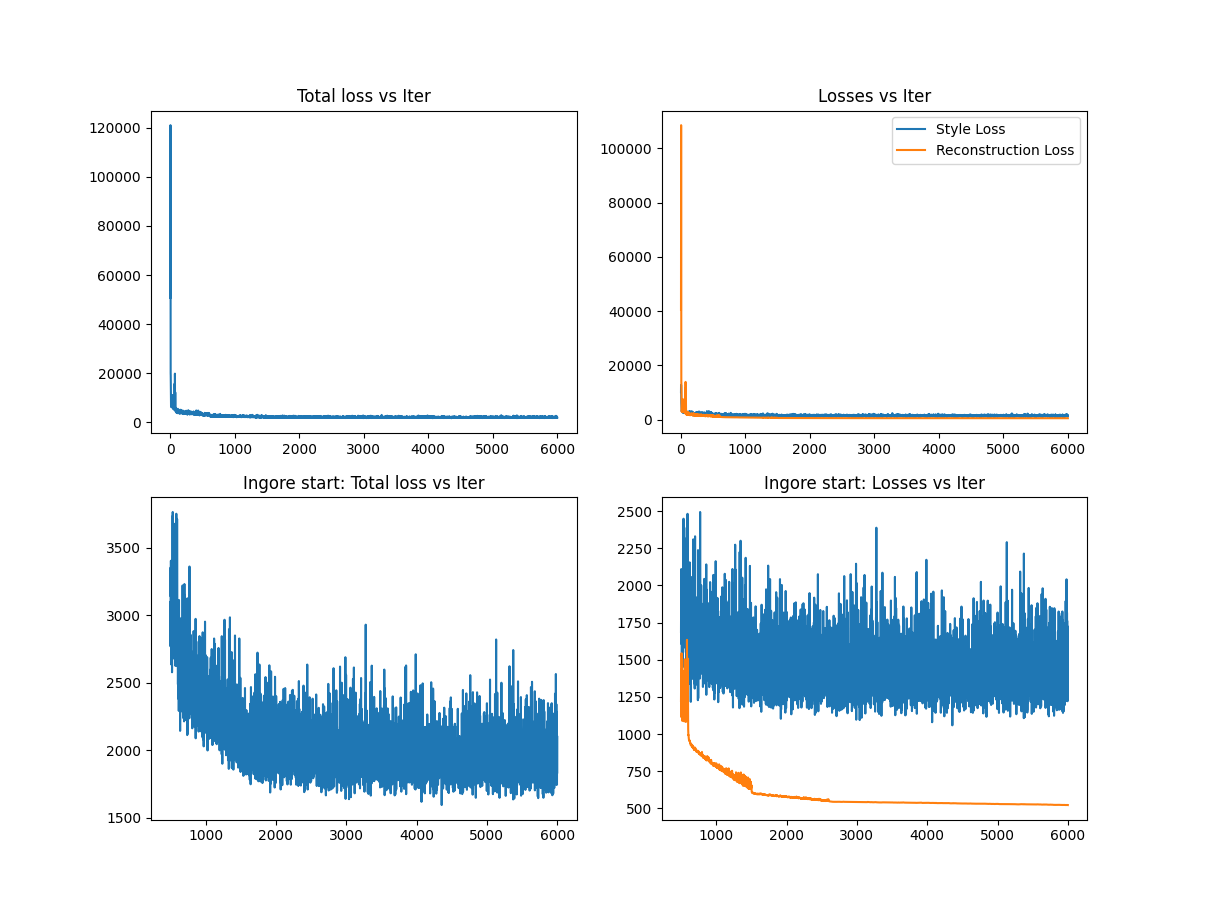 Total loss vs Iter
120000
100000
80000
60000
40000
20000
0
0 1000 2000 3000 4000 5000 6000
Losses vs Iter
Style Loss
Reconstruction Loss
100000
80000
60000
40000
20000
0
0 1000 2000 3000 4000 5000 6000
Ingore start: Total loss vs Iter
3500
3000
2500
2000
1500
1000 2000 3000 4000 5000 6000
Ingore start: Losses vs Iter
2500
2250
2000
1750
1500
1250
1000
750
500
1000 2000 3000 4000 5000 6000